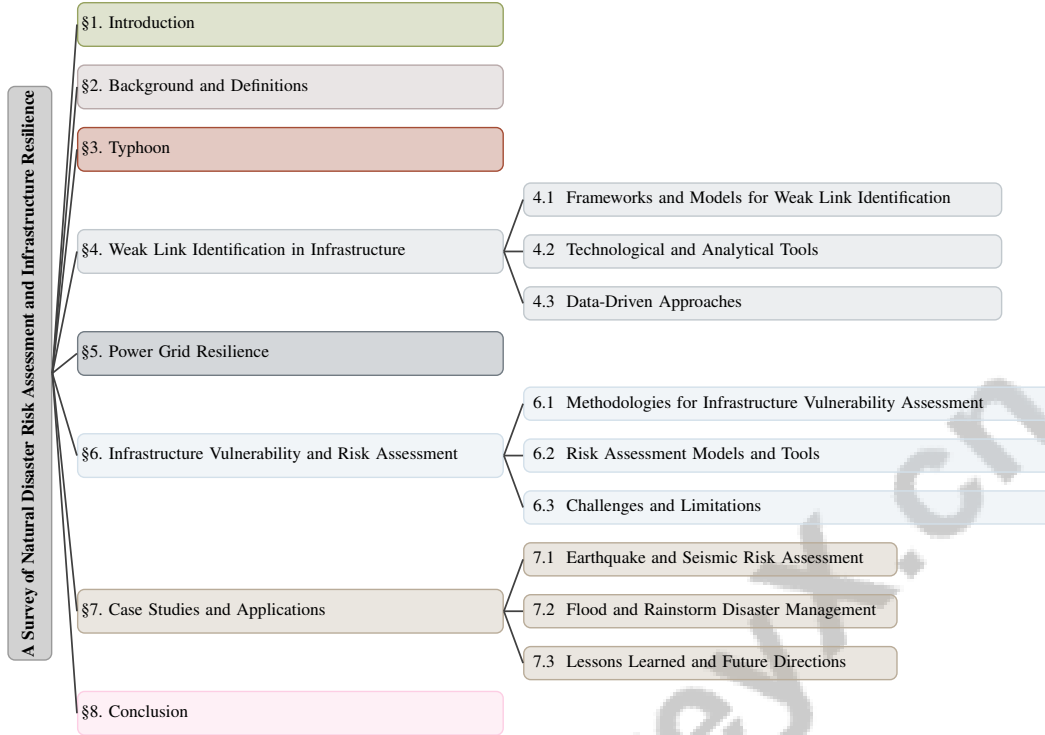 A Survey of Natural Disaster Risk Assessment and Infrastructure Resilience
§1. Introduction
§2. Background and Definitions
§3. Typhoon
§4. Weak Link Identification in Infrastructure
4.1 Frameworks and Models for Weak Link Identification
4.2 Technological and Analytical Tools
4.3 Data-Driven Approaches
§5. Power Grid Resilience
§6. Infrastructure Vulnerability and Risk Assessment
6.1 Methodologies for Infrastructure Vulnerability Assessment
6.2 Risk Assessment Models and Tools
6.3 Challenges and Limitations
§7. Case Studies and Applications
7.1 Earthquake and Seismic Risk Assessment
7.2 Flood and Rainstorm Disaster Management
7.3 Lessons Learned and Future Directions
§8. Conclusion